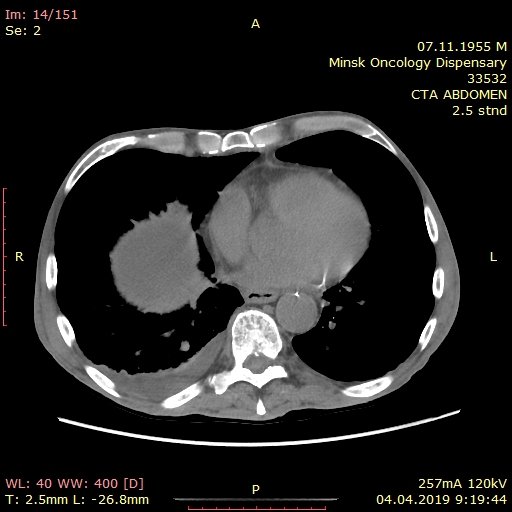 Im: 14/151
Se: 2
A
07.11.1955 M
Minsk Oncology Dispensary
33532
CTA ABDOMEN
2.5 stnd
R
L
WL: 40 WW: 400 [D]
T: 2.5mm L: -26.8mm
P
257mA 120kV
04.04.2019 9:19:44